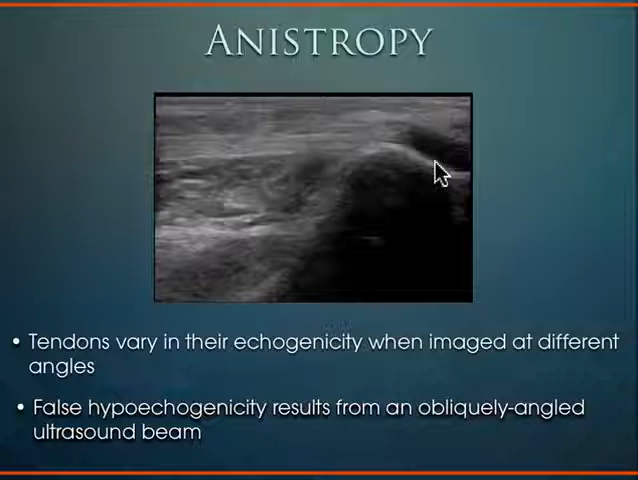 ANISTROPY
• Tendons vary in their echogenicity when imaged at different
angles
• False hypoechogenicity results from an obliquely-angled
ultrasound beam